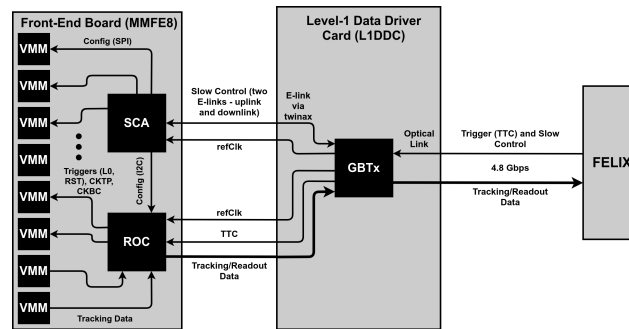 Front-End Board (MMFE8)
VMM
Config (SPI)
VMM
VMM
VMM
VMM
VMM
VMM
VMM
SCA
Triggers (L0,
RST), CKTP,
CKBC
Config (I2C)
ROC
Tracking Data
Slow Control (two
E-links - uplink
and downlink)
refClk
refClk
TTC
Tracking/Readout
Data
Level-1 Data Driver
Card (L1DDC)
E-link
via
twinax
GBTx
Optical
Link
Trigger (TTC) and Slow
Control
4.8 Gbps
Tracking/Readout
Data
FELIX